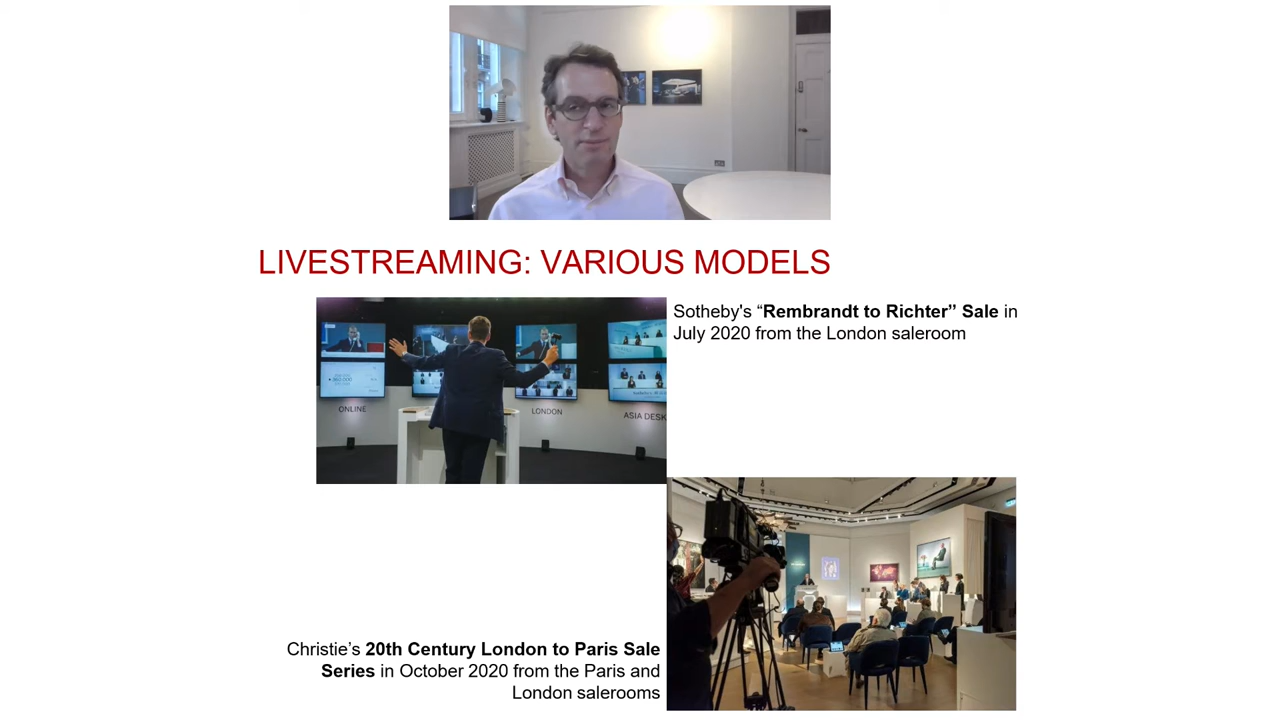 LIVESTREAMING: VARIOUS MODELS
Sotheby's “Rembrandt to Richter” Sale in
July 2020 from the London saleroom
ONLINE
LONDON
ASIA DESK
Christie’s 20th Century London to Paris Sale
Series in October 2020 from the Paris and
London salerooms